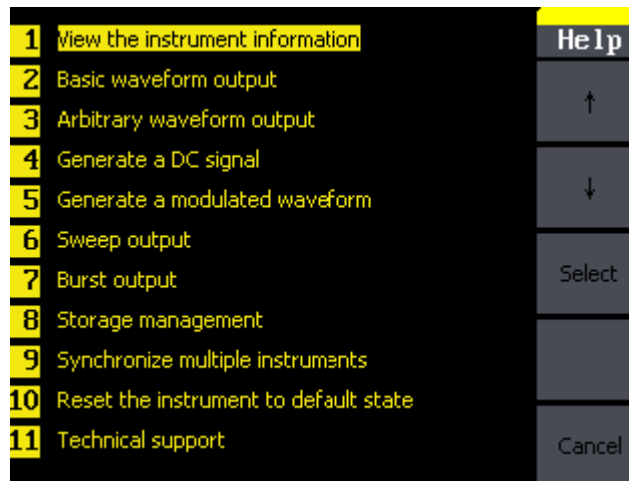 1 View the instrument information
2 Basic waveform output
3 Arbitrary waveform output
4 Generate a DC signal
5 Generate a modulated waveform
6 Sweep output
7 Burst output
8 Storage management
9 Synchronize multiple instruments
10 Reset the instrument to default state
11 Technical support
Help
↑
↓
Select
Cancel